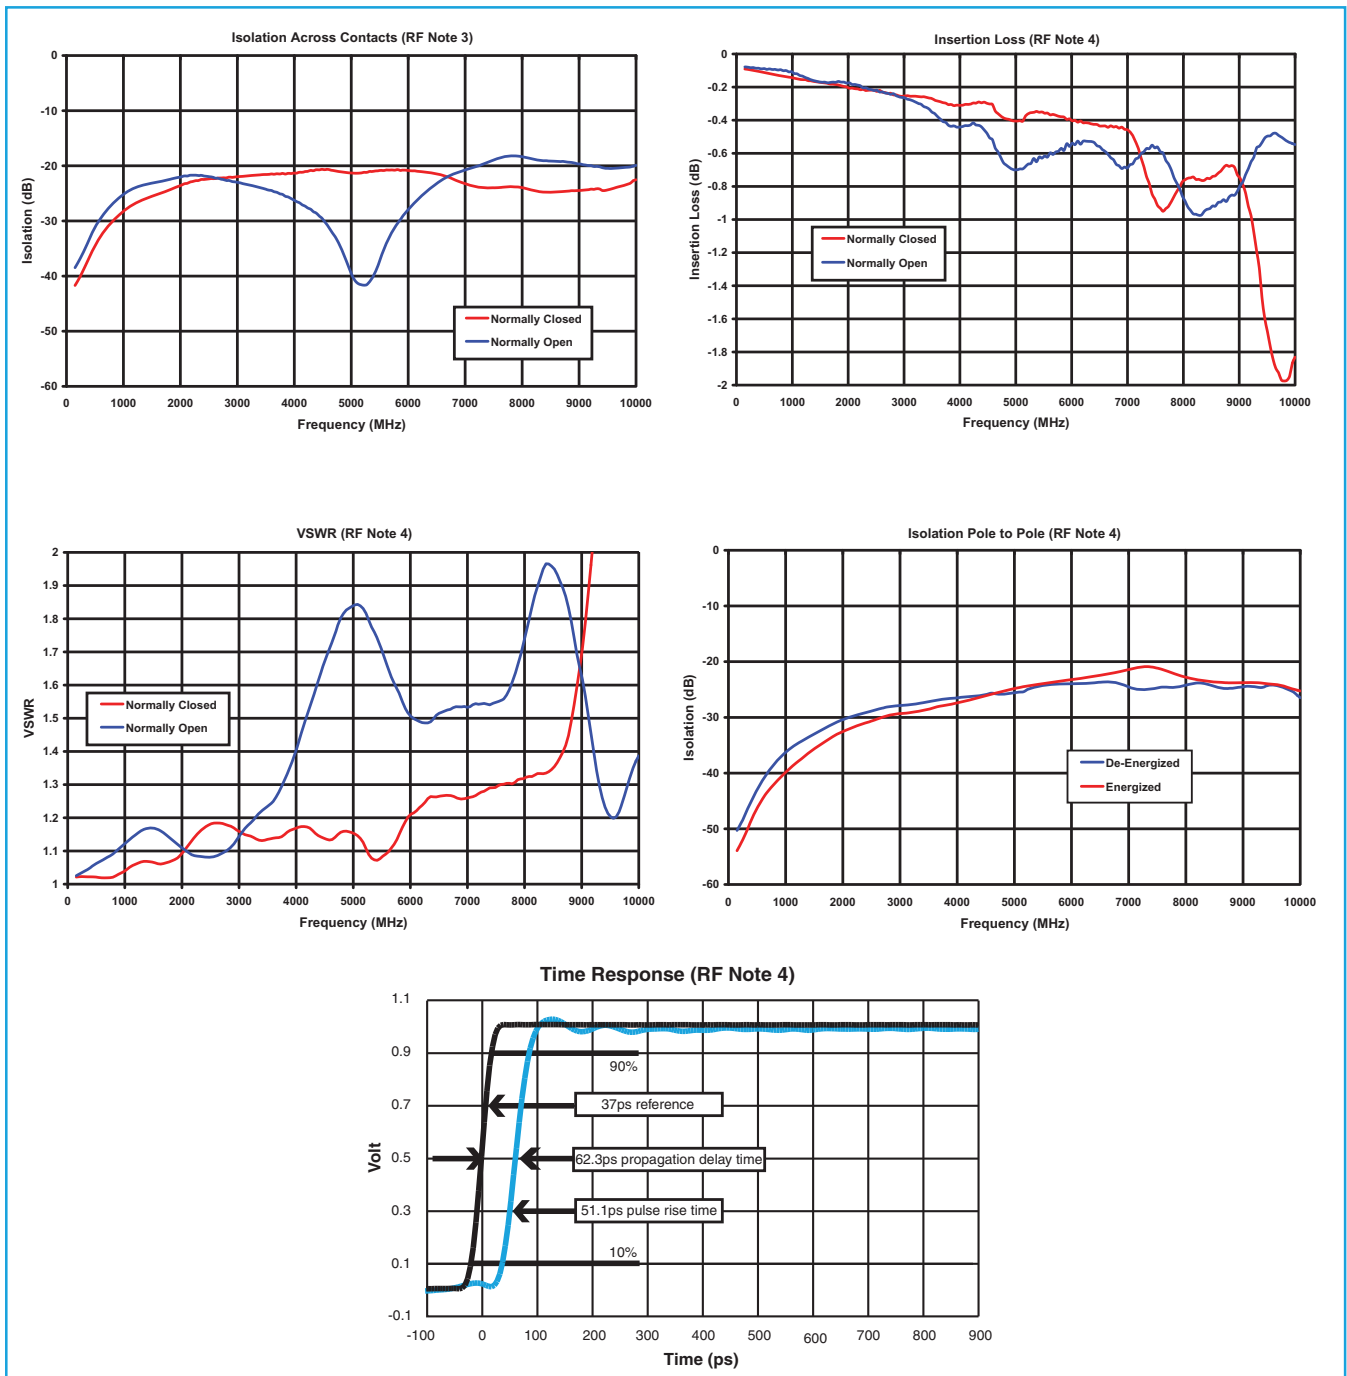 Isolation Across Contacts (RF Note 3)
0
-10
-20
-30
-40
-50
-60
Isolation (dB)
Normally Closed
Normally Open
0 1000 2000 3000 4000 5000 6000 7000 8000 9000 10000
Frequency (MHz)
Insertion Loss (RF Note 4)
0
-0.2
-0.4
-0.6
-0.8
-1
-1.2
-1.4
-1.6
-1.8
-2
Insertion Loss (dB)
Normally Closed
Normally Open
0 1000 2000 3000 4000 5000 6000 7000 8000 9000 10000
Frequency (MHz)
VSWR (RF Note 4)
2
1.9
1.8
1.7
1.6
1.5
1.4
1.3
1.2
1.1
1
VSWR
Normally Closed
Normally Open
0 1000 2000 3000 4000 5000 6000 7000 8000 9000 10000
Frequency (MHz)
Isolation Pole to Pole (RF Note 4)
0
-10
-20
-30
-40
-50
-60
Isolation (dB)
De-Energized
Energized
0 1000 2000 3000 4000 5000 6000 7000 8000 9000 10000
Frequency (MHz)
Time Response (RF Note 4)
1.1
0.9
0.7
0.5
0.3
0.1
-0.1
Volt
90%
37ps reference
62.3ps propagation delay time
51.1ps pulse rise time
10%
-100 0 100 200 300 400 500 600 700 800 900
Time (ps)